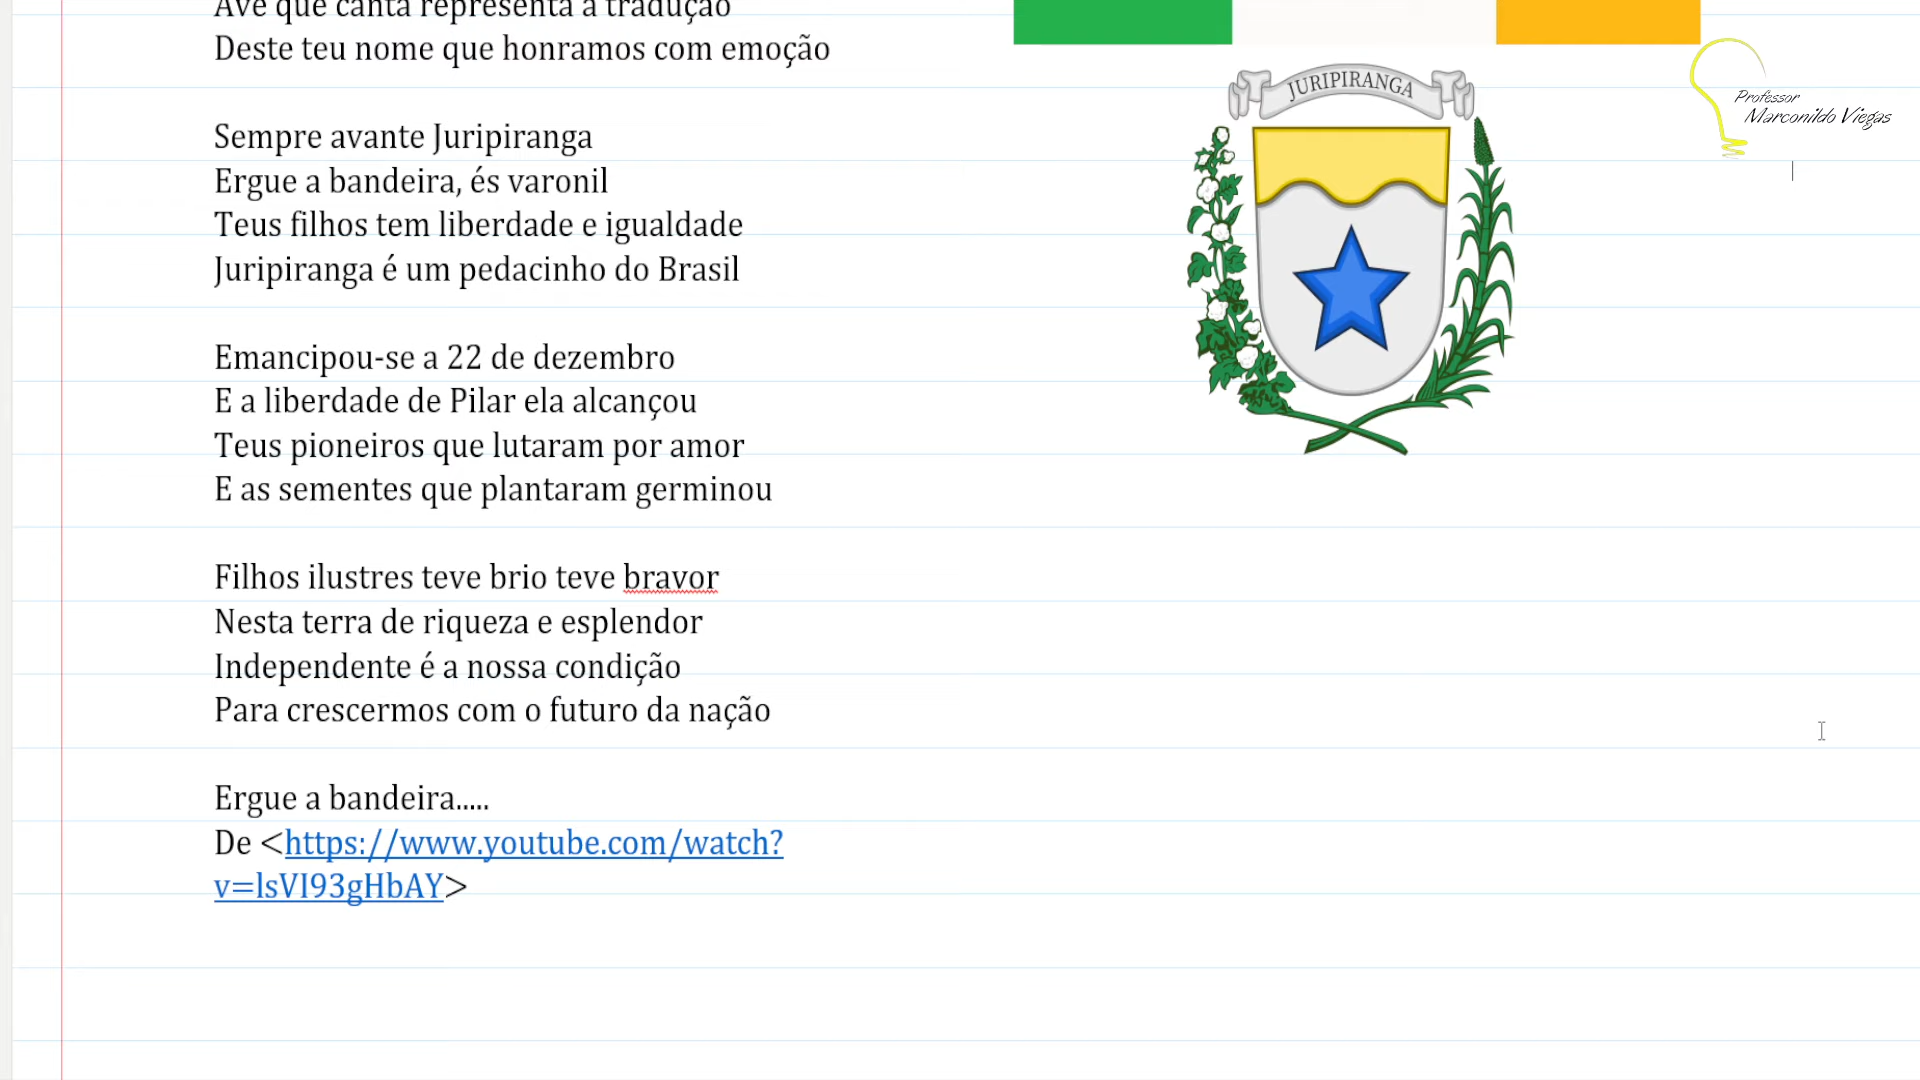 Ave que canta representa a tradução
Deste teu nome que honramos com emoção
Sempre avante Juripiranga
Ergue a bandeira, és varonil
Teus filhos tem liberdade e igualdade
Juripiranga é um pedacinho do Brasil
Emancipou-se a 22 de dezembro
E a liberdade de Pilar ela alcançou
Teus pioneiros que lutaram por amor
E as sementes que plantaram germinou
Filhos ilustres teve brio teve bravor
Nesta terra de riqueza e esplendor
Independente é a nossa condição
Para crescermos com o futuro da nação
Ergue a bandeira.....
De <https://www.youtube.com/watch?
v=lsVI93gHbAY>
JURIPIRANGA
Professor
Marconildo Viegas